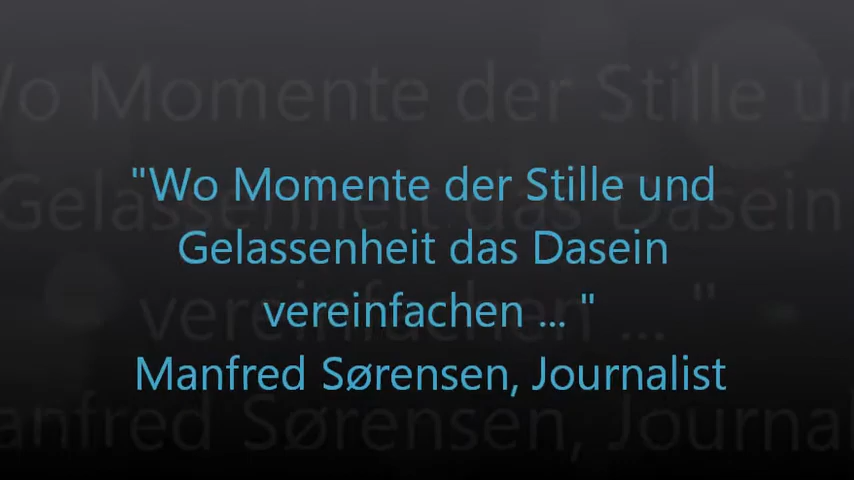 "Wo Momente der Stille und
Gelassenheit das Dasein
vereinfachen ... "
Manfred Sørensen, Journalist